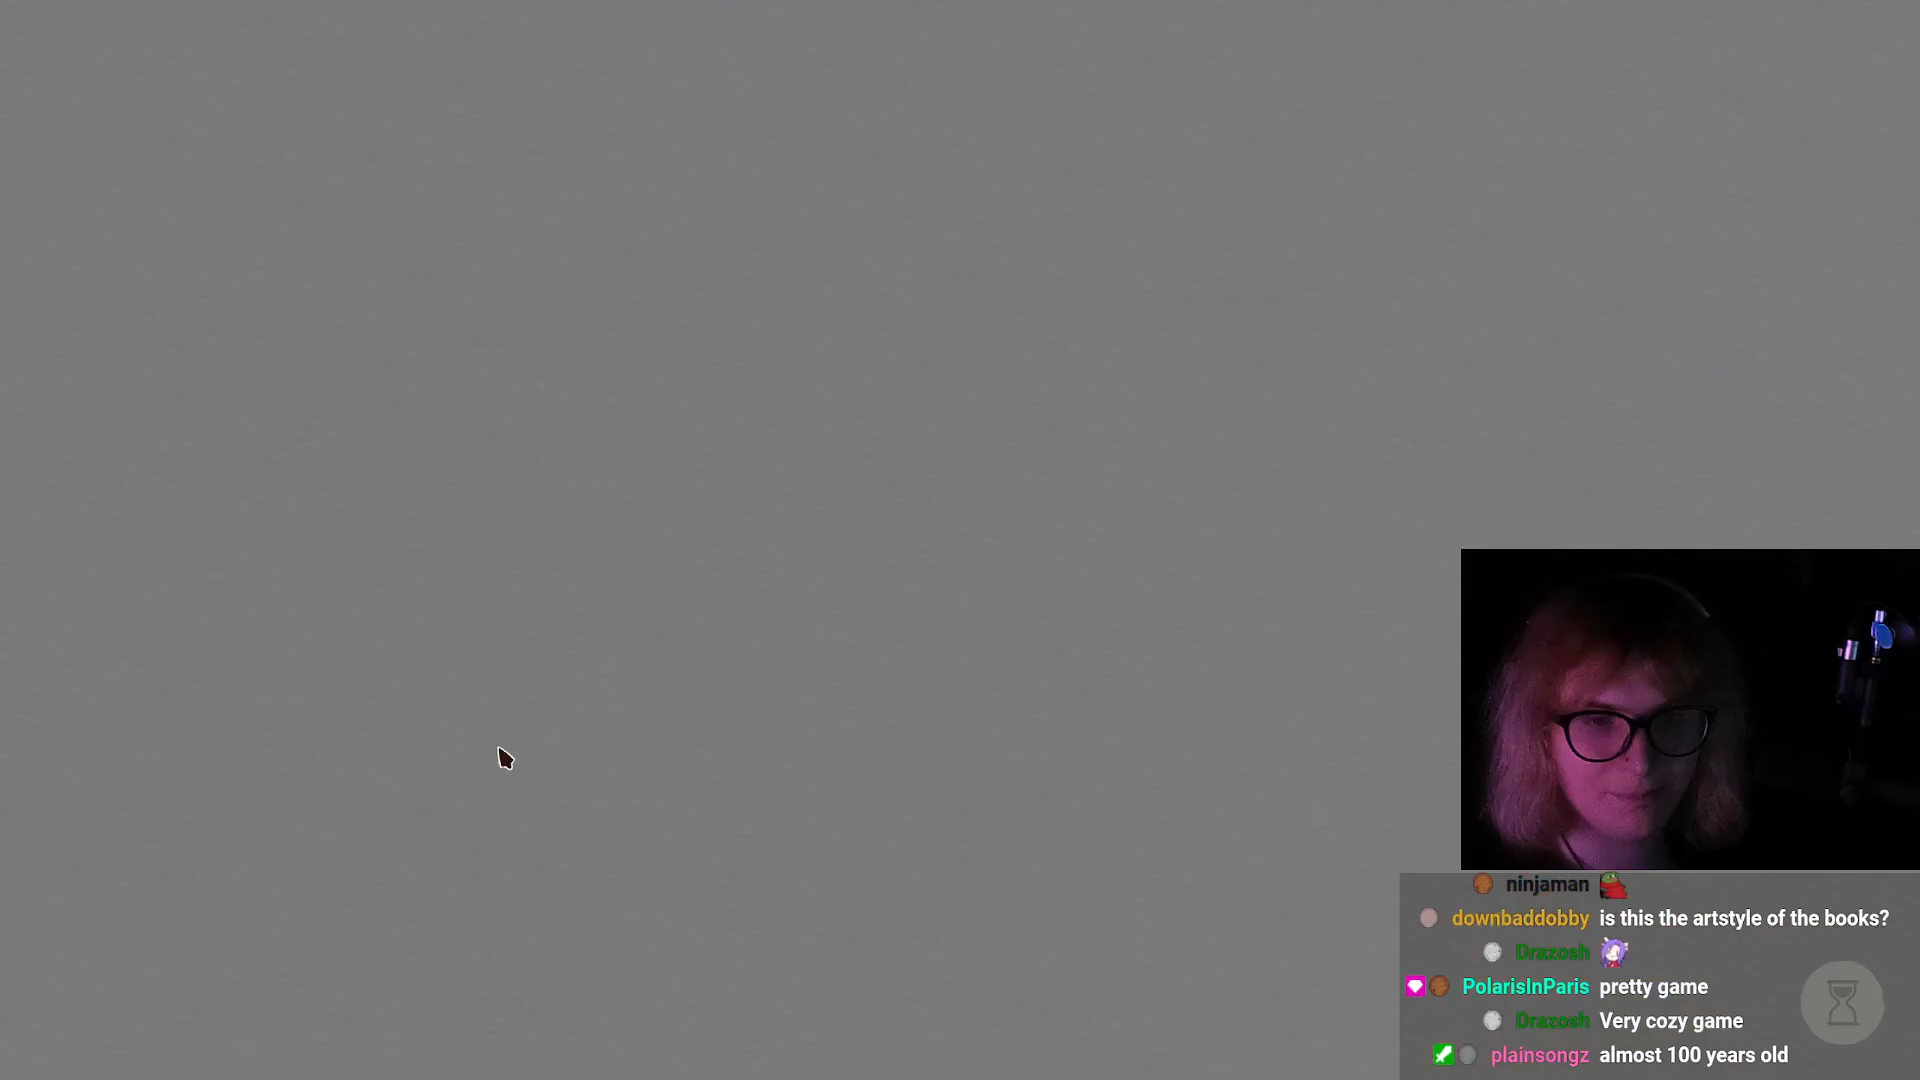 ninjaman
downbaddobby is this the artstyle of the books?
Drazosh
PolarisInParis pretty game
Drazosh Very cozy game
plainsongz almost 100 years old